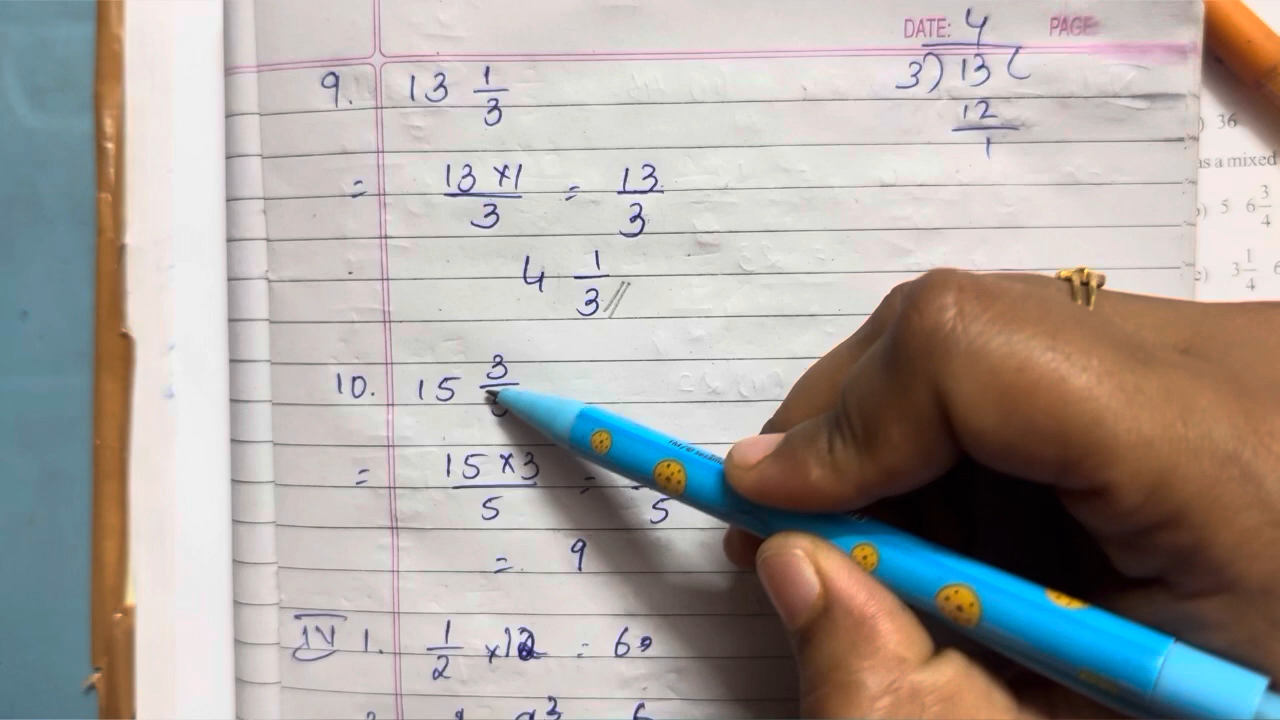 DATE: 4 PAGE
3) 13 (
12
1
9. 13 1/3
= 13 × 1 / 3 = 13 / 3
4 1/3 //
10. 15 3/
= 15 × 3 / 5 = / 5
= 9
IV 1. 1/2 × 12 = 6
) 36
as a mixed
) 5 6 3/4
) 3 1/4 6